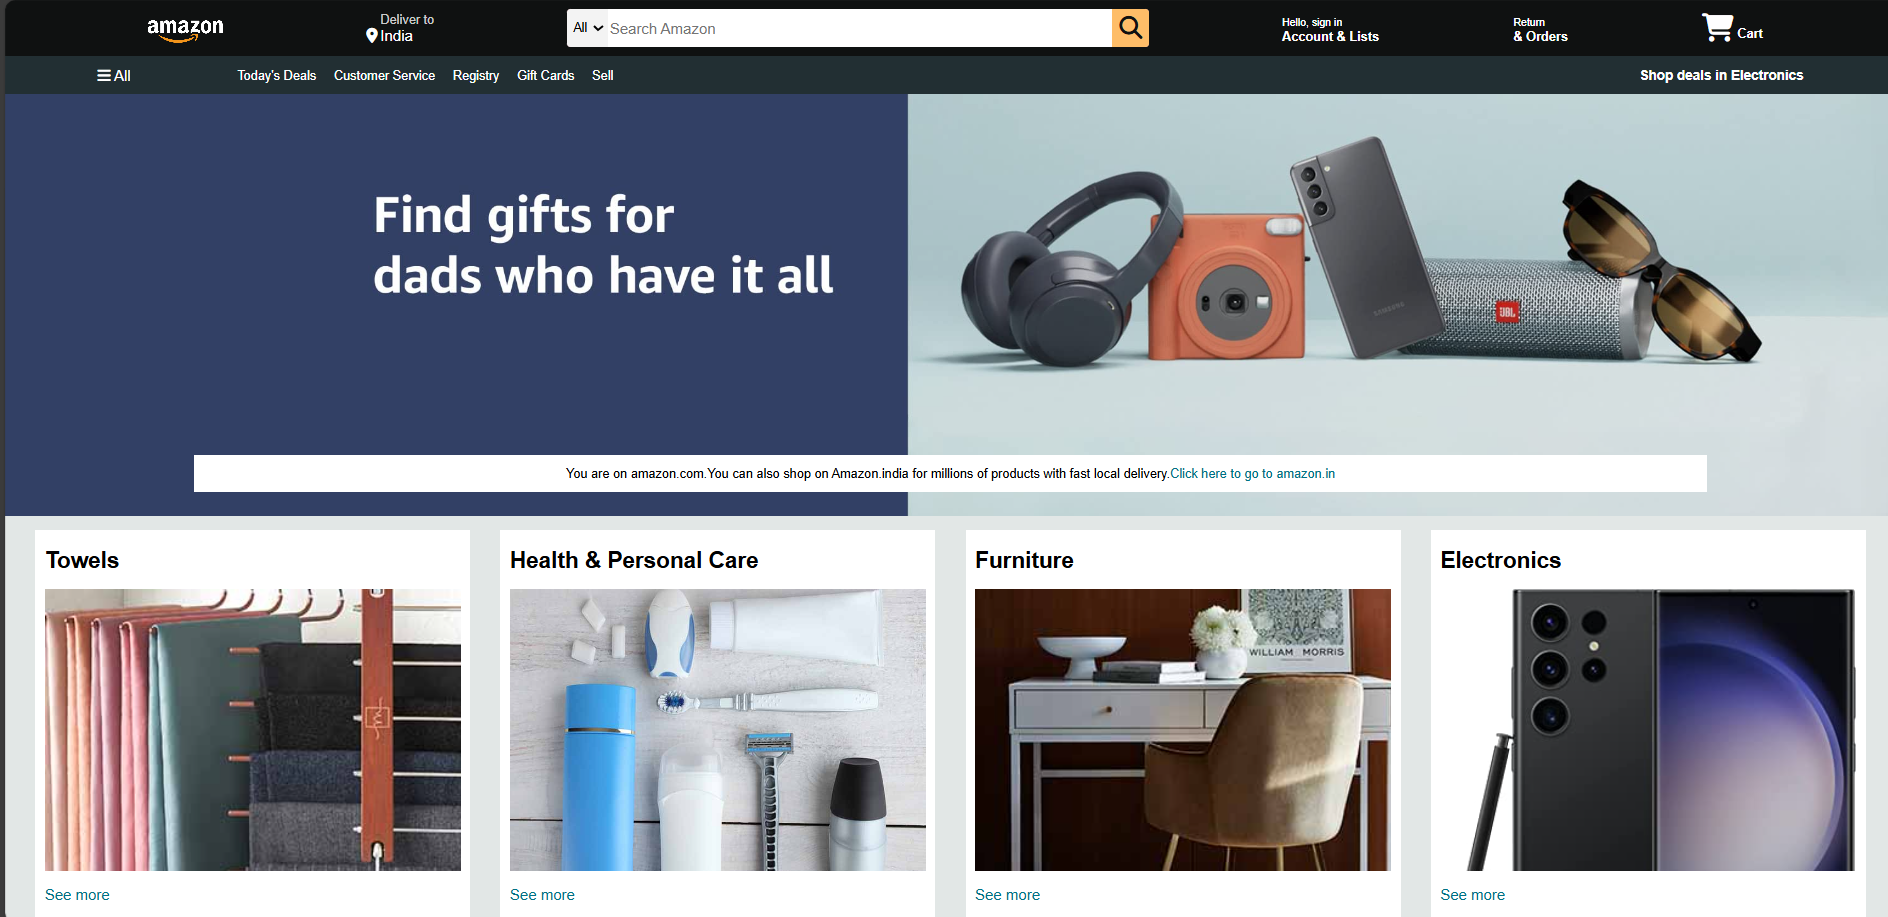 amazon
Deliver to
India
All
Search Amazon
Hello, sign in
Account & Lists
Return
& Orders
Cart
All
Today's Deals
Customer Service
Registry
Gift Cards
Sell
Shop deals in Electronics
Find gifts for
dads who have it all
SAMSUNG
JBL
You are on amazon.com.You can also shop on Amazon.india for millions of products with fast local delivery.Click here to go to amazon.in
Towels
Health & Personal Care
Furniture
Electronics
WILLIAM MORRIS
See more
See more
See more
See more